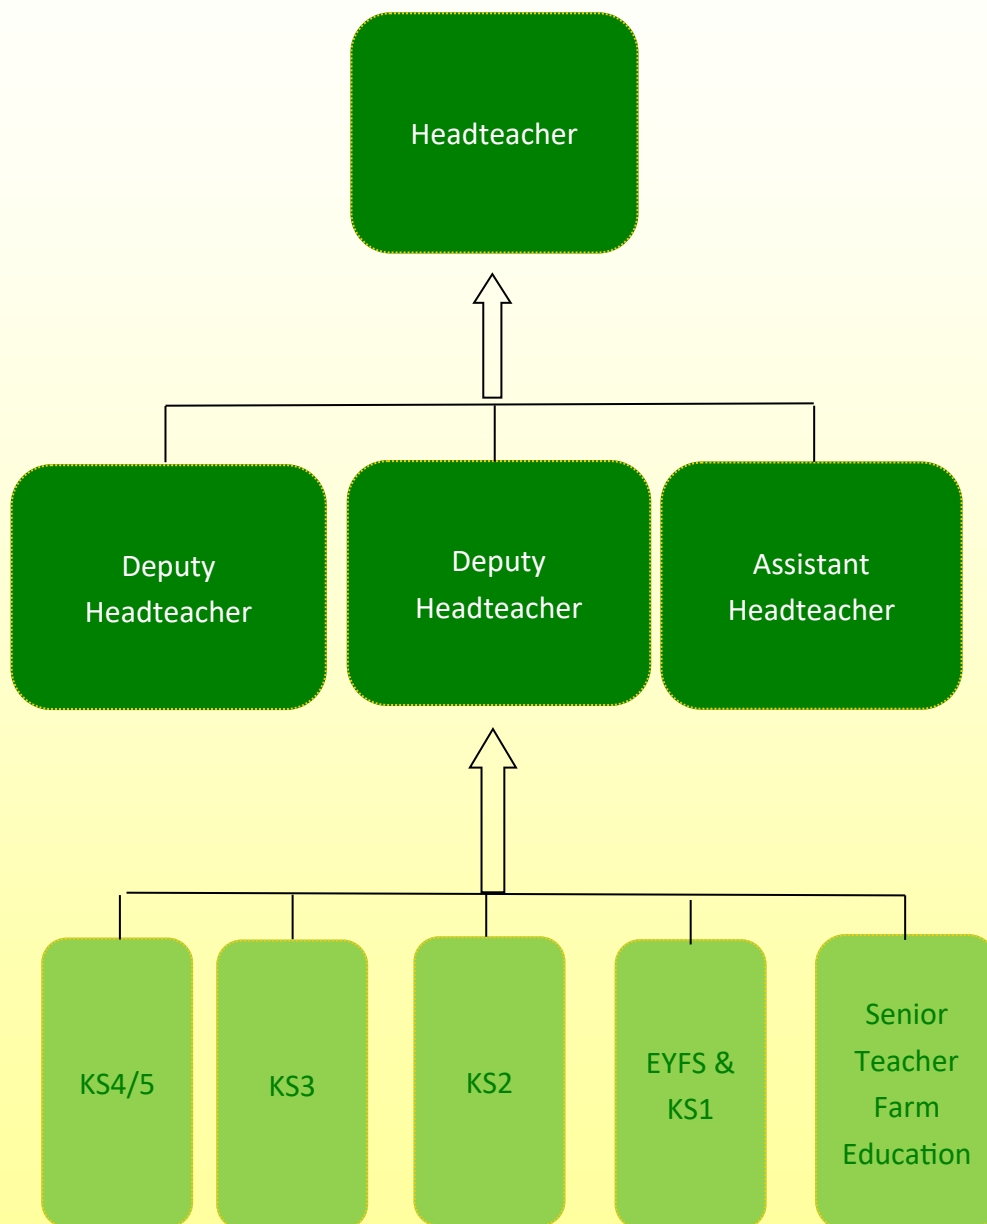 Headteacher
Deputy
Headteacher
Deputy
Headteacher
Assistant
Headteacher
KS4/5
KS3
KS2
EYFS &
KS1
Senior
Teacher
Farm
Education